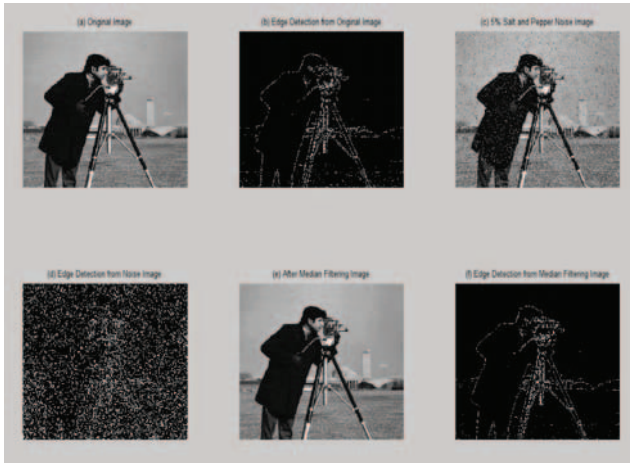 (a) Original Image
(b) Edge Detection from Original Image
(c) 5% Salt and Pepper Noise Image
(d) Edge Detection from Noise Image
(e) After Median Filtering Image
(f) Edge Detection from Median Filtering Image